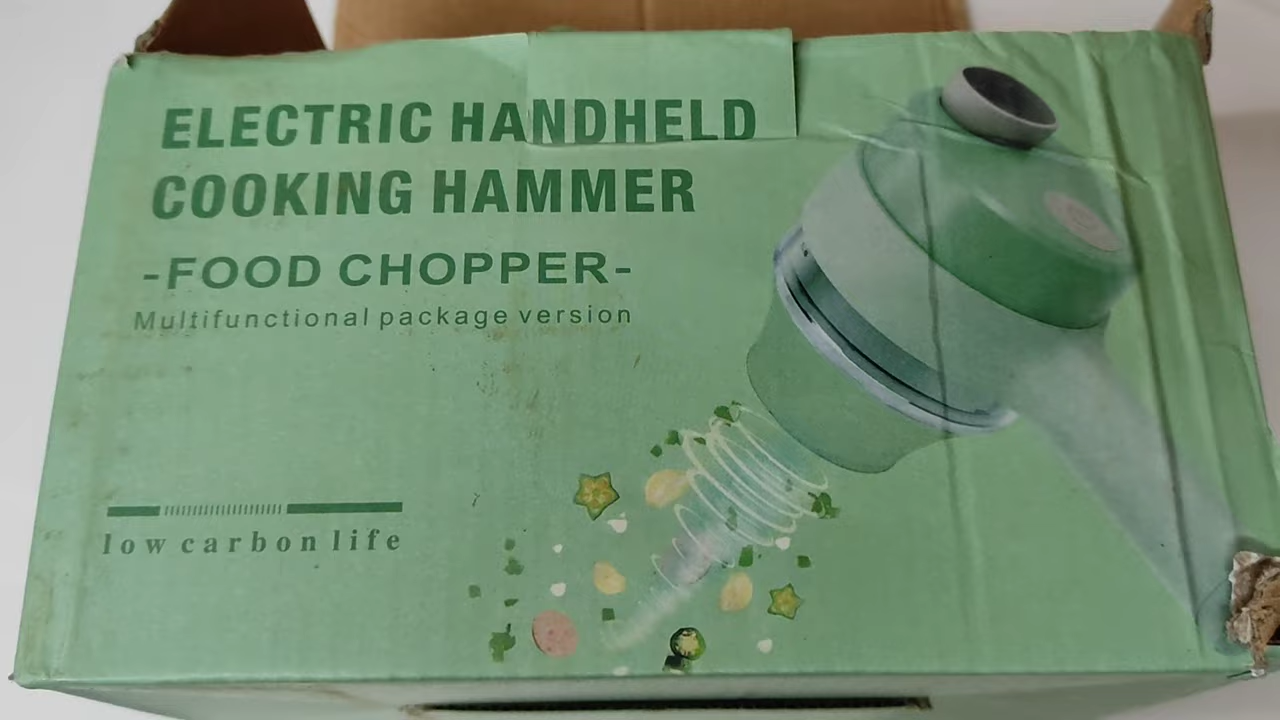 ELECTRIC HANDHELD
COOKING HAMMER
-FOOD CHOPPER-
Multifunctional package version
low carbon life